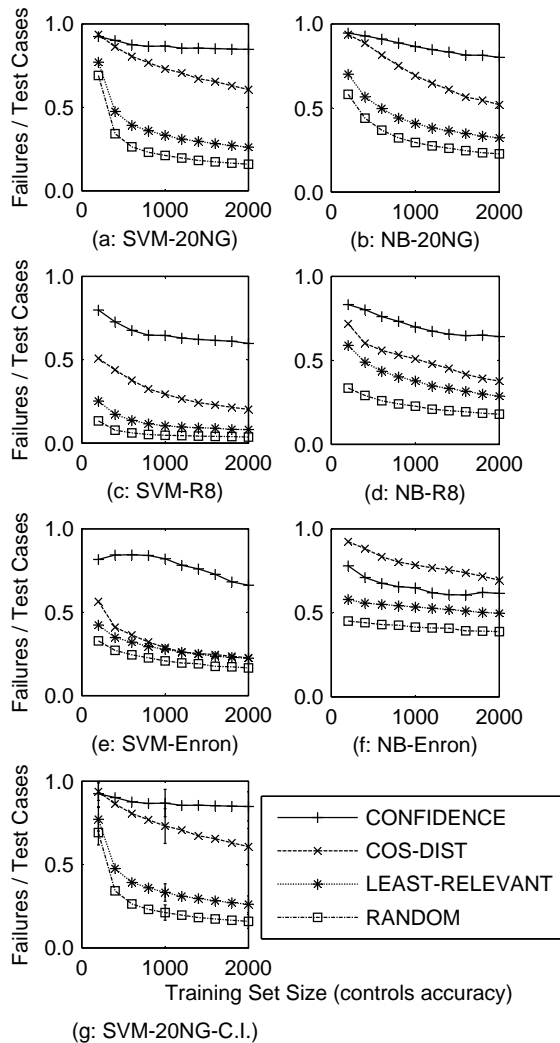 Failures / Test Cases
1.0
0.5
0.0
0
1000
2000
(a: SVM-20NG)
1.0
0.5
0.0
0
1000
2000
(b: NB-20NG)
Failures / Test Cases
1.0
0.5
0.0
0
1000
2000
(c: SVM-R8)
1.0
0.5
0.0
0
1000
2000
(d: NB-R8)
Failures / Test Cases
1.0
0.5
0.0
0
1000
2000
(e: SVM-Enron)
1.0
0.5
0.0
0
1000
2000
(f: NB-Enron)
Failures / Test Cases
1.0
0.5
0.0
0
1000
2000
CONFIDENCE
COS-DIST
LEAST-RELEVANT
RANDOM
Training Set Size (controls accuracy)
(g: SVM-20NG-C.I.)